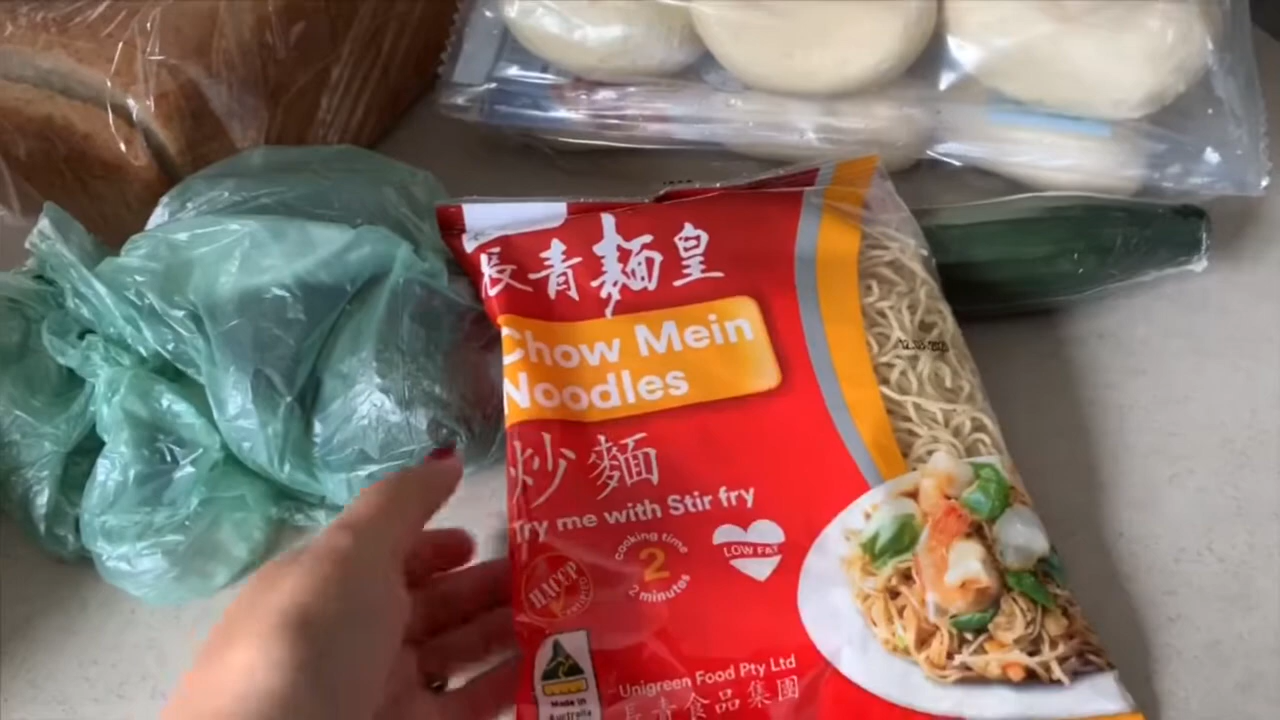 長青麵皇
Chow Mein
Noodles
炒麵
Try me with Stir fry
cooking time
2
2 minutes
LOW FAT
HACCP
Made in
Australia
Unigreen Food Pty Ltd
長青食品集團